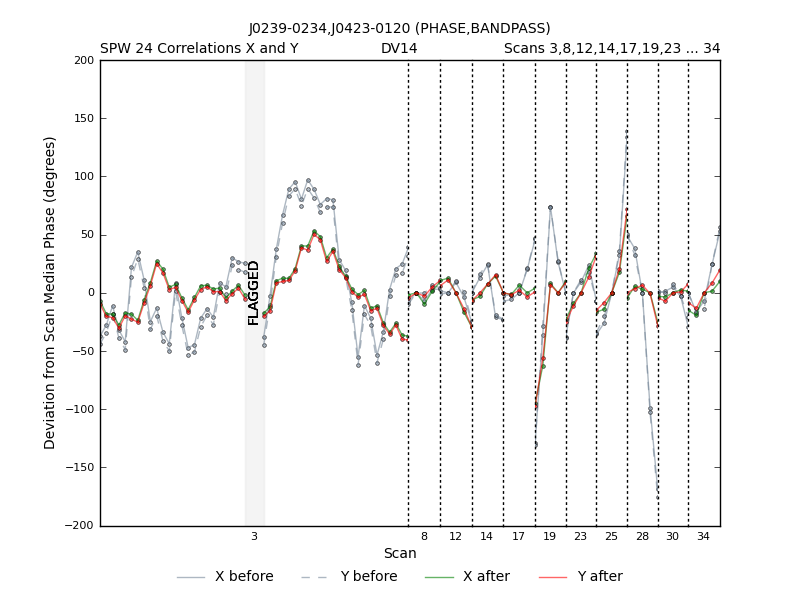 J0239-0234,J0423-0120 (PHASE,BANDPASS)
SPW 24 Correlations X and Y DV14 Scans 3,8,12,14,17,19,23 ... 34
200
150
100
50
0
−50
−100
−150
−200
Deviation from Scan Median Phase (degrees)
FLAGGED
3 8 12 14 17 19 23 25 28 30 34
Scan
X before Y before X after Y after